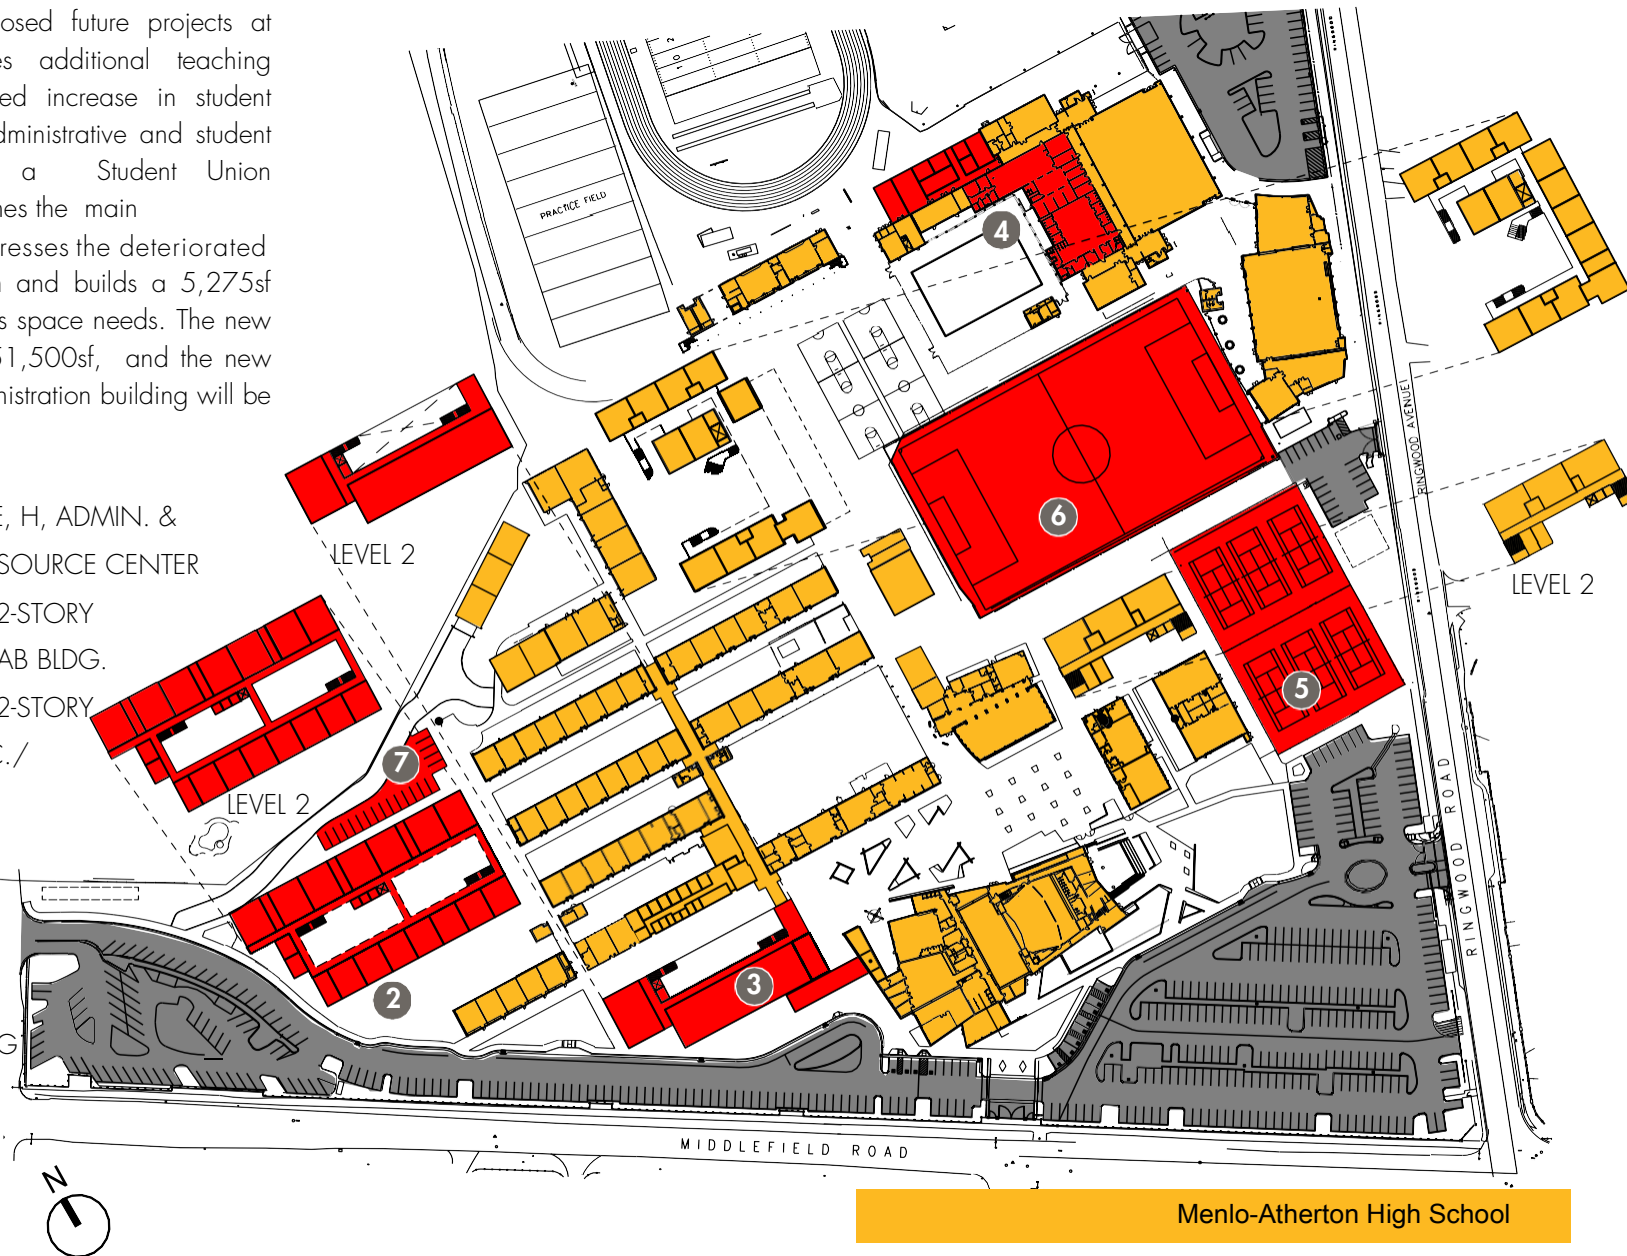 osed future projects at
es additional teaching
ed increase in student
dministrative and student
a Student Union
nes the main
resses the deteriorated
n and builds a 5,275sf
s space needs. The new
51,500sf, and the new
nistration building will be
E, H, ADMIN. &
SOURCE CENTER
2-STORY
AB BLDG.
2-STORY
C./
G
PRACTICE FIELD
4
6
5
7
2
3
LEVEL 2
LEVEL 2
LEVEL 2
RINGWOOD AVENUE
RINGWOOD ROAD
MIDDLEFIELD ROAD
N
Menlo-Atherton High School